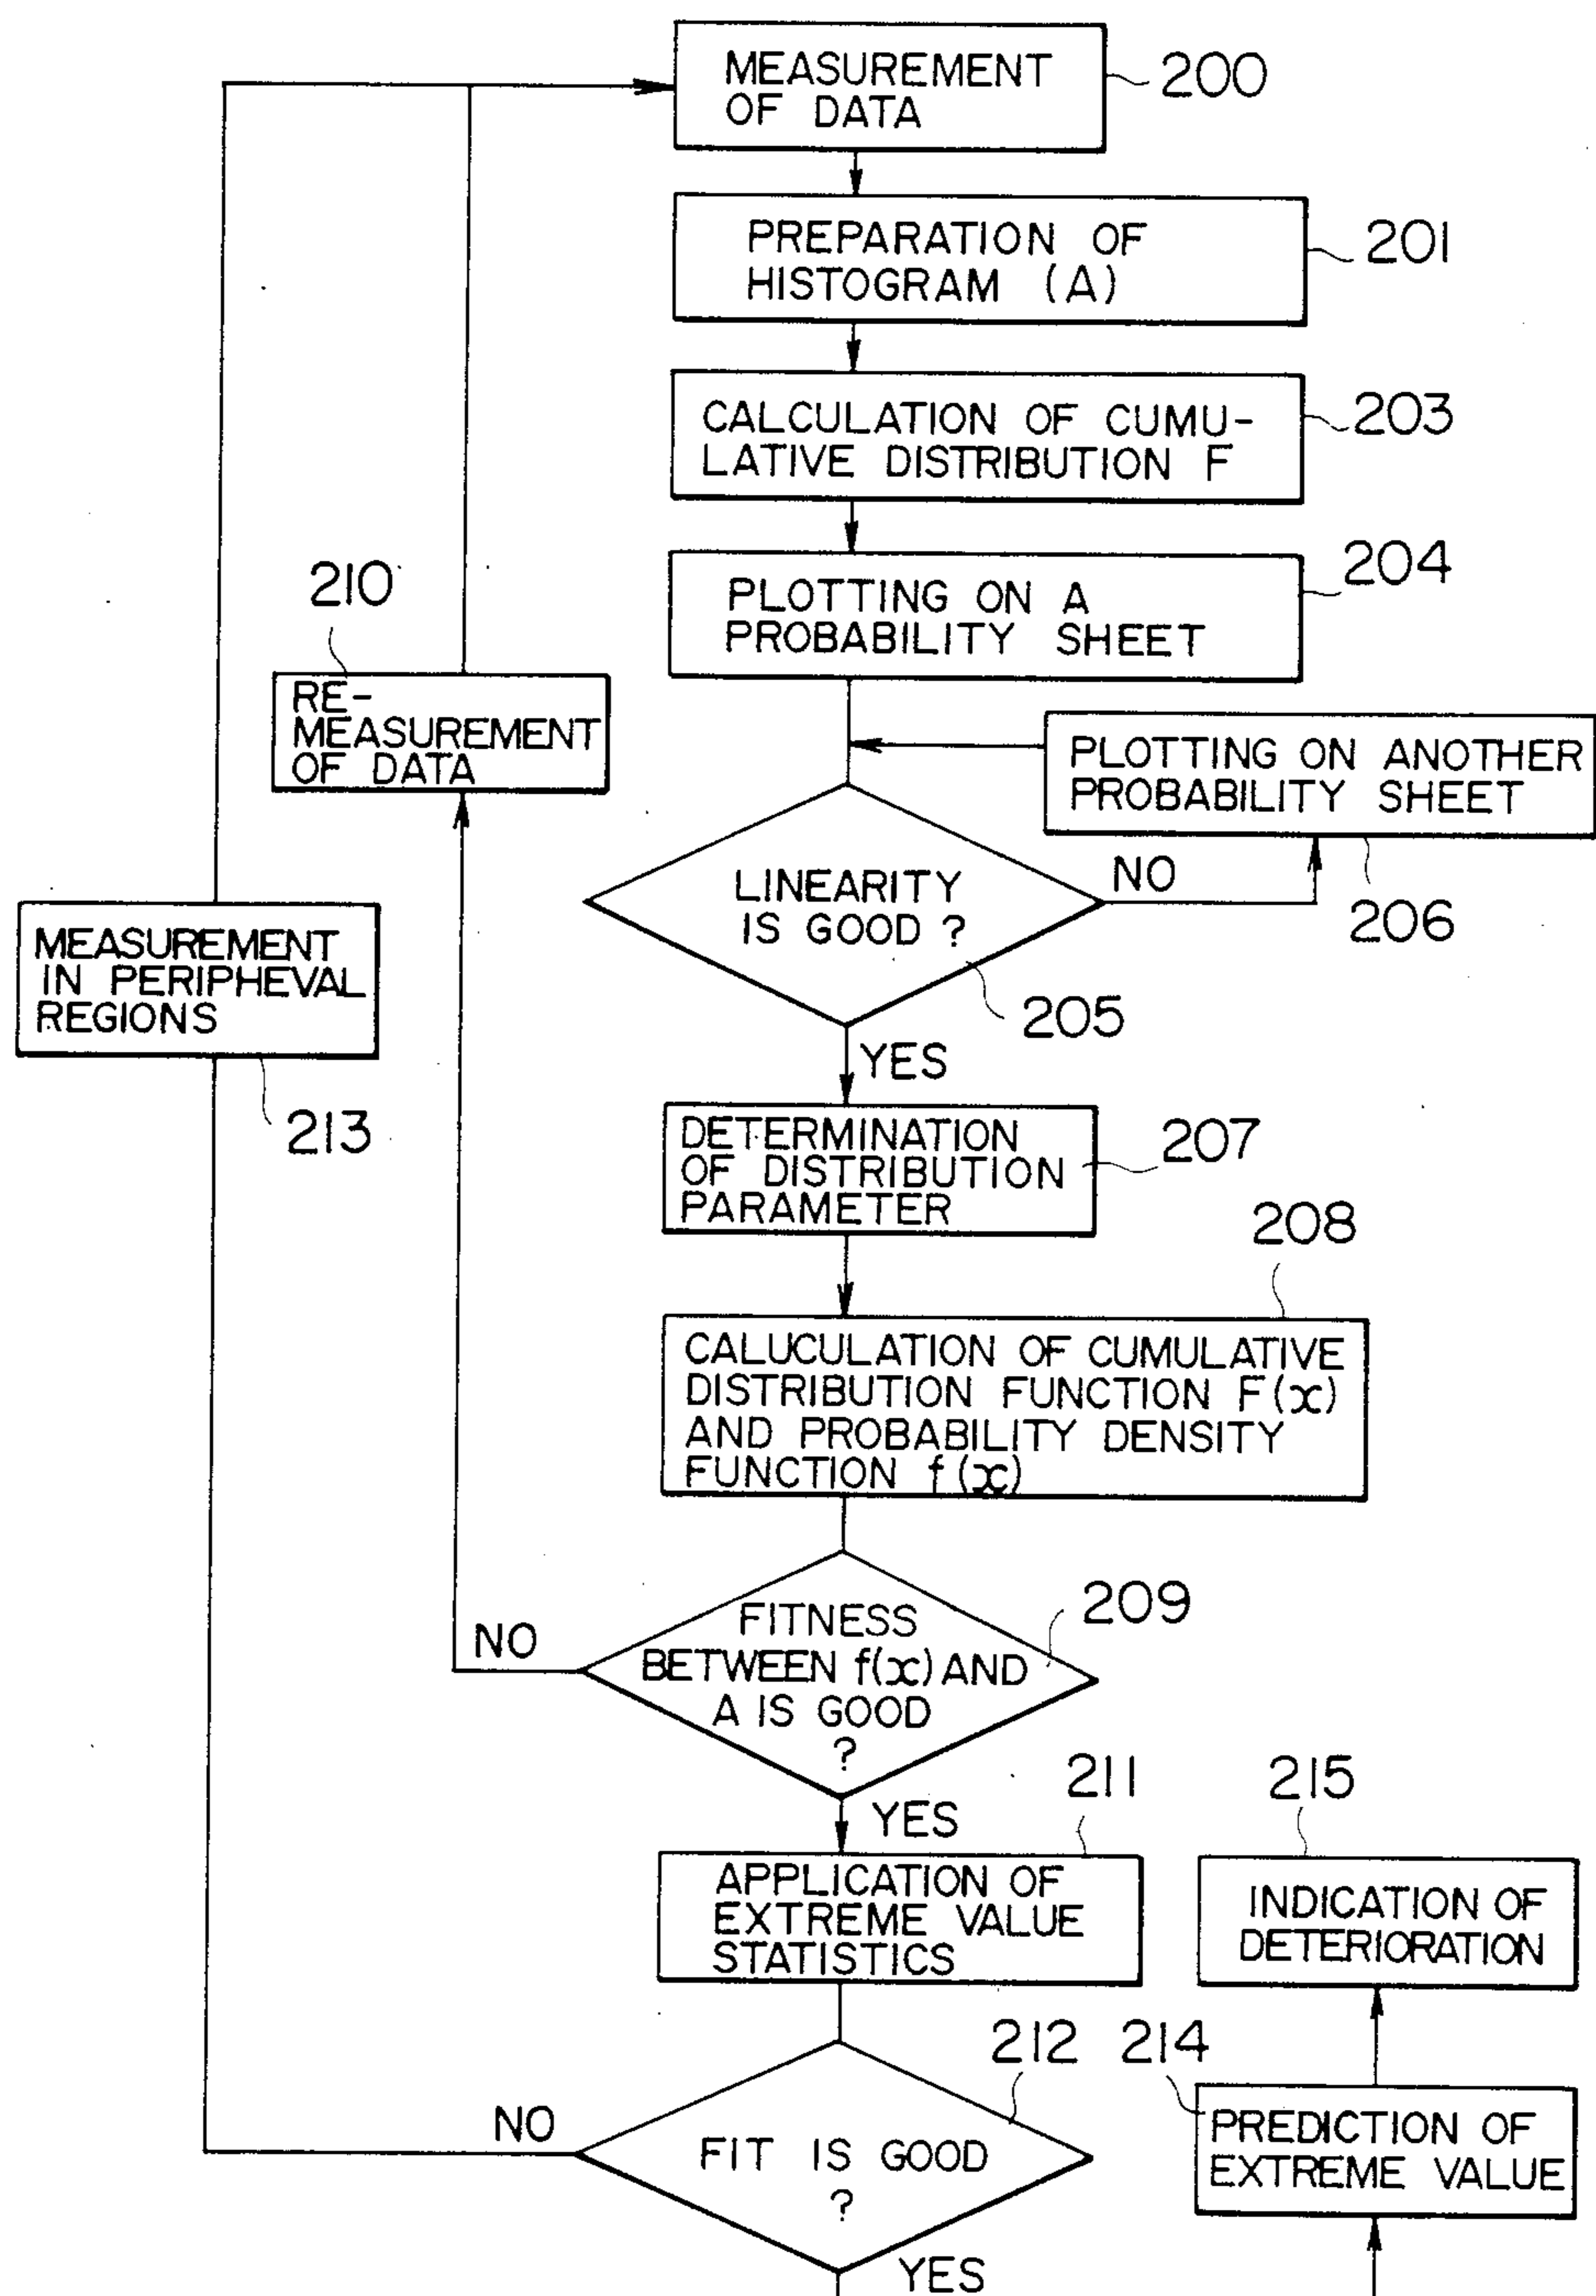 MEASUREMENT
OF DATA
200
PREPARATION OF
HISTOGRAM (A)
201
CALCULATION OF CUMU-
LATIVE DISTRIBUTION F
203
PLOTTING ON A
PROBABILITY SHEET
204
210
RE-
MEASUREMENT
OF DATA
PLOTTING ON ANOTHER
PROBABILITY SHEET
206
LINEARITY
IS GOOD ?
NO
205
YES
MEASUREMENT
IN PERIPHEVAL
REGIONS
213
DETERMINATION
OF DISTRIBUTION
PARAMETER
207
208
CALUCULATION OF CUMULATIVE
DISTRIBUTION FUNCTION F(x)
AND PROBABILITY DENSITY
FUNCTION f(x)
FITNESS
BETWEEN f(x) AND
A IS GOOD
?
209
NO
YES
211
APPLICATION OF
EXTREME VALUE
STATISTICS
215
INDICATION OF
DETERIORATION
212
FIT IS GOOD
?
NO
YES
214
PREDICTION OF
EXTREME VALUE